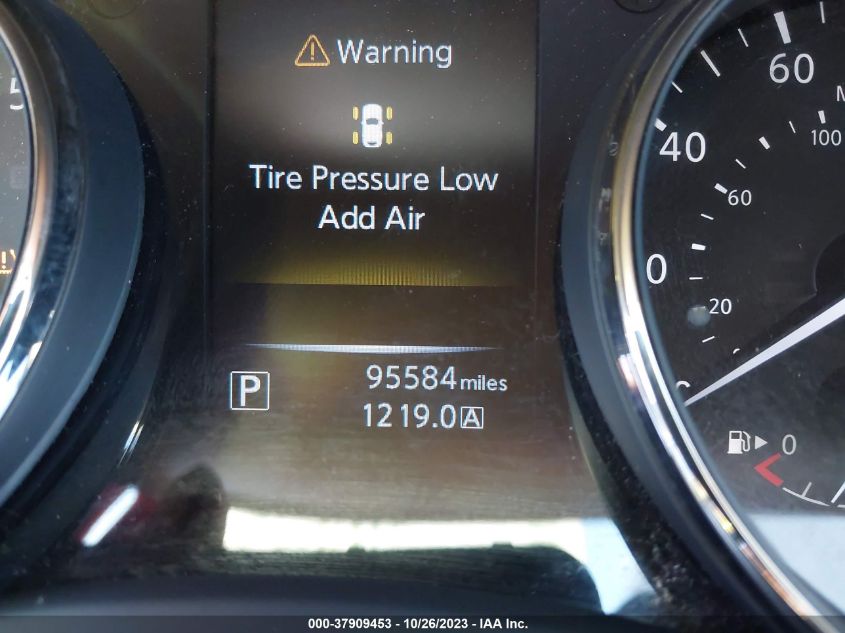 Warning
Tire Pressure Low
Add Air
P
95584 miles
1219.0 A
60
40
0
100
60
20
0
000-37909453 - 10/26/2023 - IAA Inc.